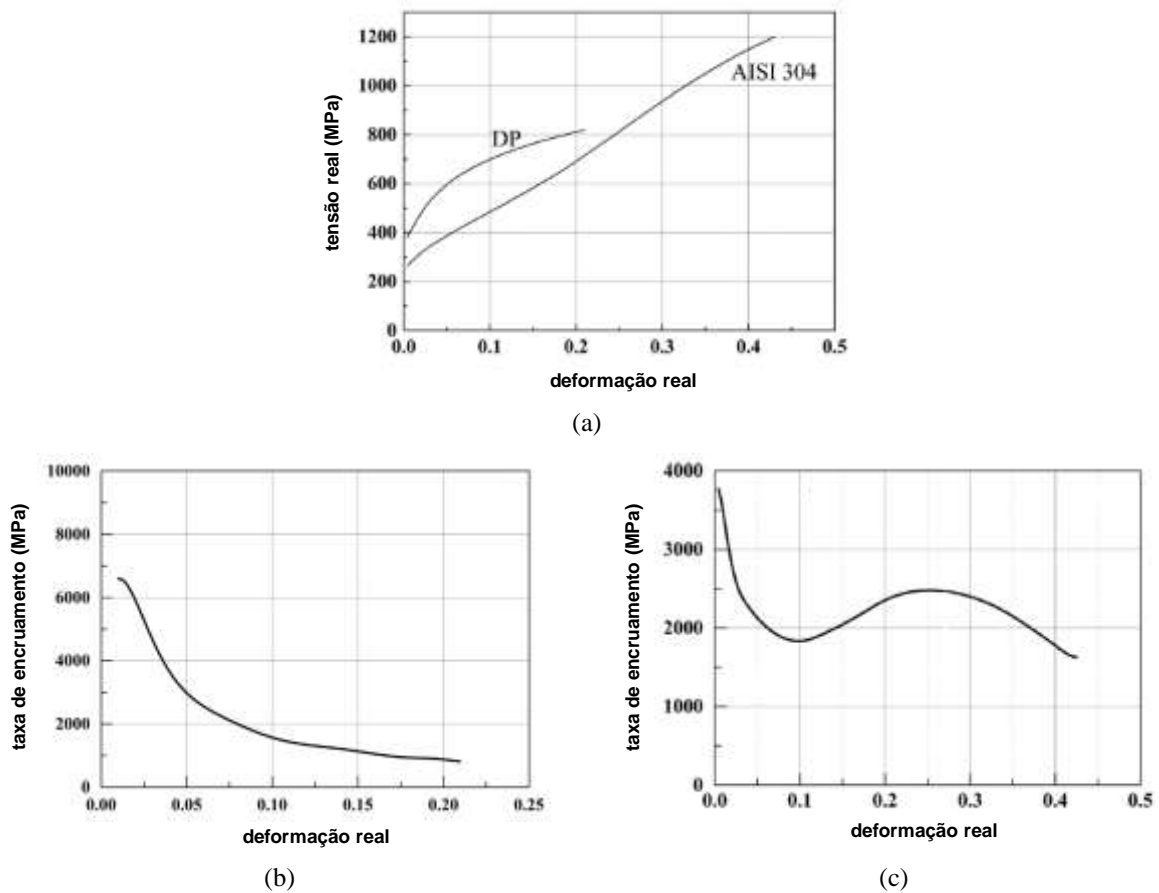 1200
1000
800
600
400
200
0
tensão real (MPa)
DP
AISI 304
0.0 0.1 0.2 0.3 0.4 0.5
deformação real
(a)
10000
8000
6000
4000
2000
0
taxa de encruamento (MPa)
0.00 0.05 0.10 0.15 0.20 0.25
deformação real
(b)
4000
3000
2000
1000
0
taxa de encruamento (MPa)
0.0 0.1 0.2 0.3 0.4 0.5
deformação real
(c)